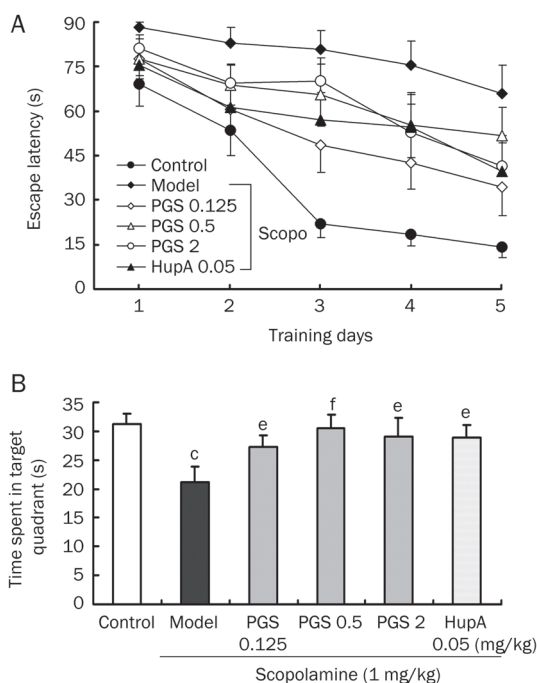 A
Escape latency (s)
90
75
60
45
30
15
0
Control
Model
PGS 0.125
PGS 0.5
PGS 2
HupA 0.05
Scopo
1 2 3 4 5
Training days
B
Time spent in target
quadrant (s)
35
30
25
20
15
10
5
0
c
e
f
e
e
Control Model PGS PGS 0.5 PGS 2 HupA
0.125 0.05 (mg/kg)
Scopolamine (1 mg/kg)